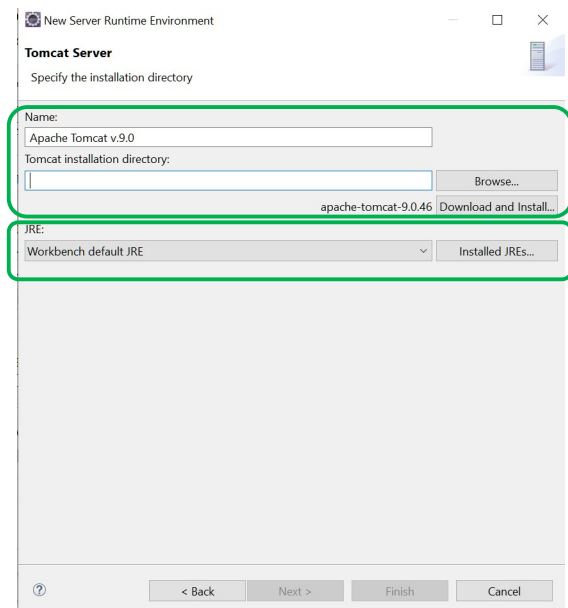 New Server Runtime Environment
Tomcat Server
Specify the installation directory
Name:
Apache Tomcat v.9.0
Tomcat installation directory:
Browse...
apache-tomcat-9.0.46 Download and Install...
JRE:
Workbench default JRE Installed JREs...
? < Back Next > Finish Cancel